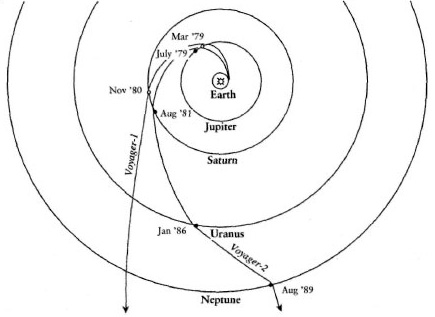 Mar '79
July '79
Earth
Nov '80
Aug '81
Jupiter
Saturn
Voyager-1
Jan '86
Uranus
Voyager-2
Aug '89
Neptune